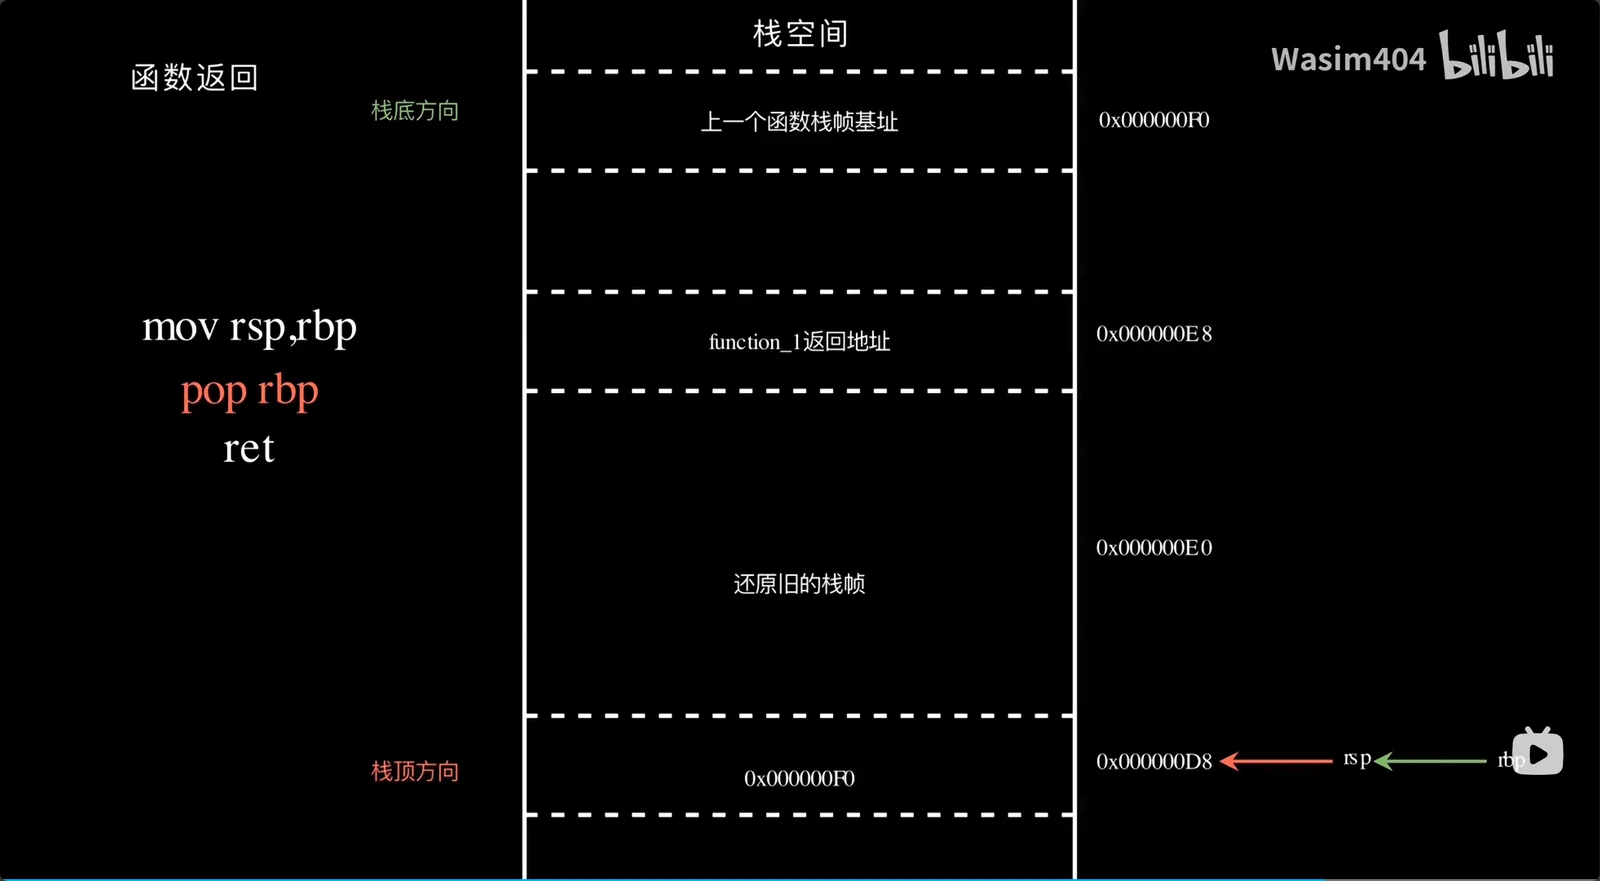 栈空间
Wasim404 bilibili
函数返回
栈底方向
上一个函数栈帧基址
0x000000F0
mov rsp,rbp
pop rbp
ret
function_1返回地址
0x000000E8
0x000000E0
还原旧的栈帧
栈顶方向
0x000000F0
0x000000D8
rsp
rbp